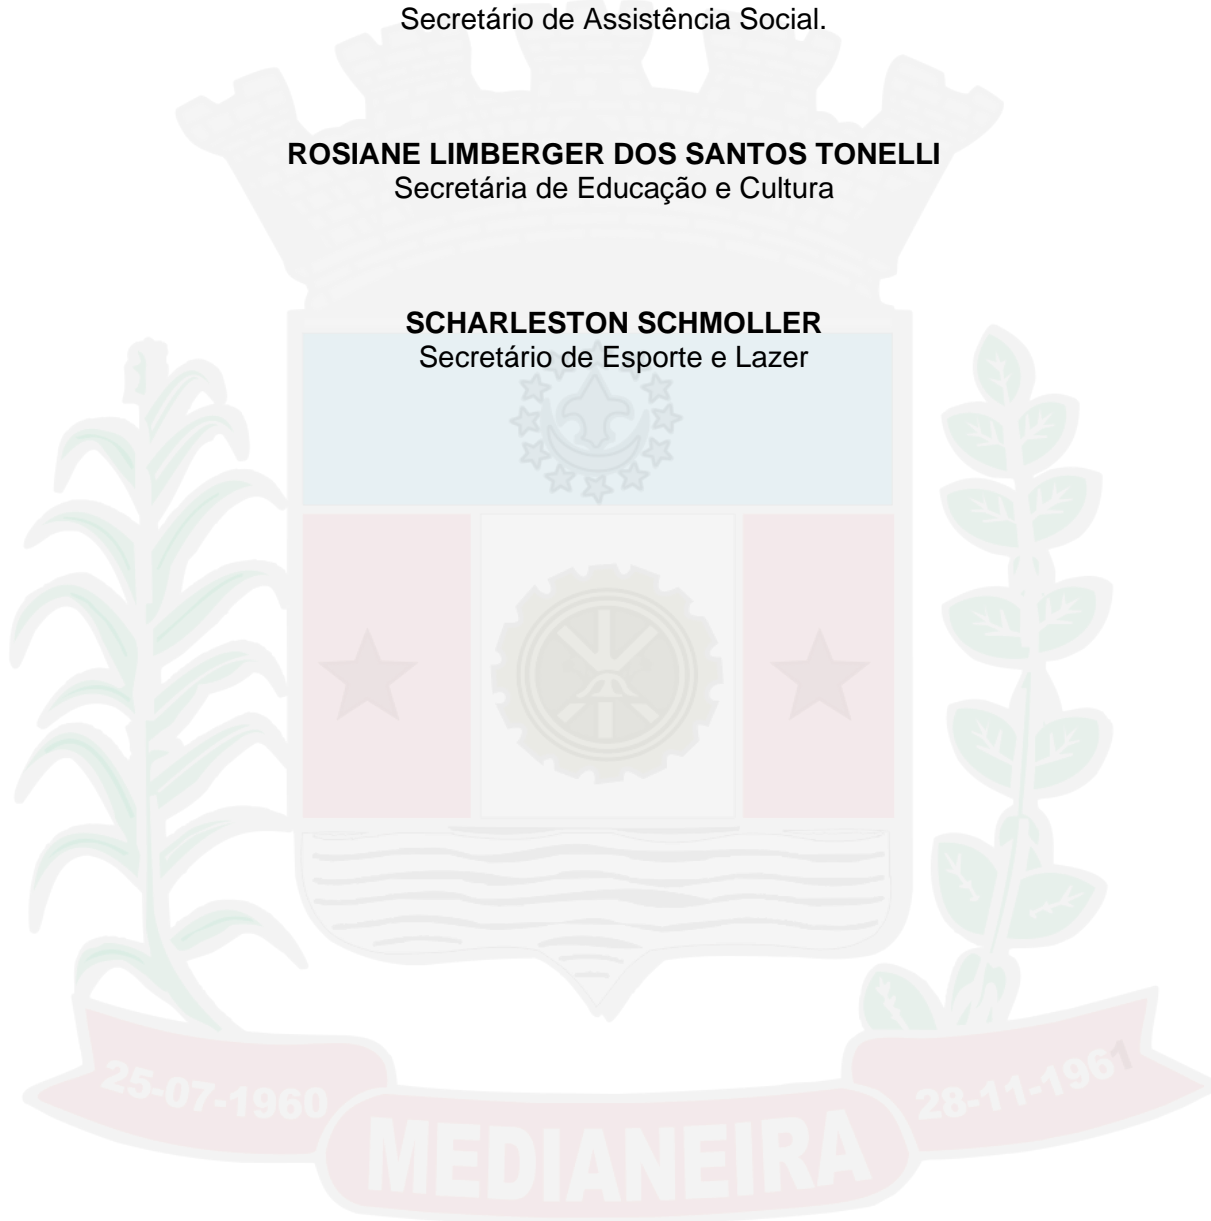 Secretário de Assistência Social.
ROSIANE LIMBERGER DOS SANTOS TONELLI
Secretária de Educação e Cultura
SCHARLESTON SCHMOLLER
Secretário de Esporte e Lazer
25-07-1960
28-11-1961
MEDIANEIRA